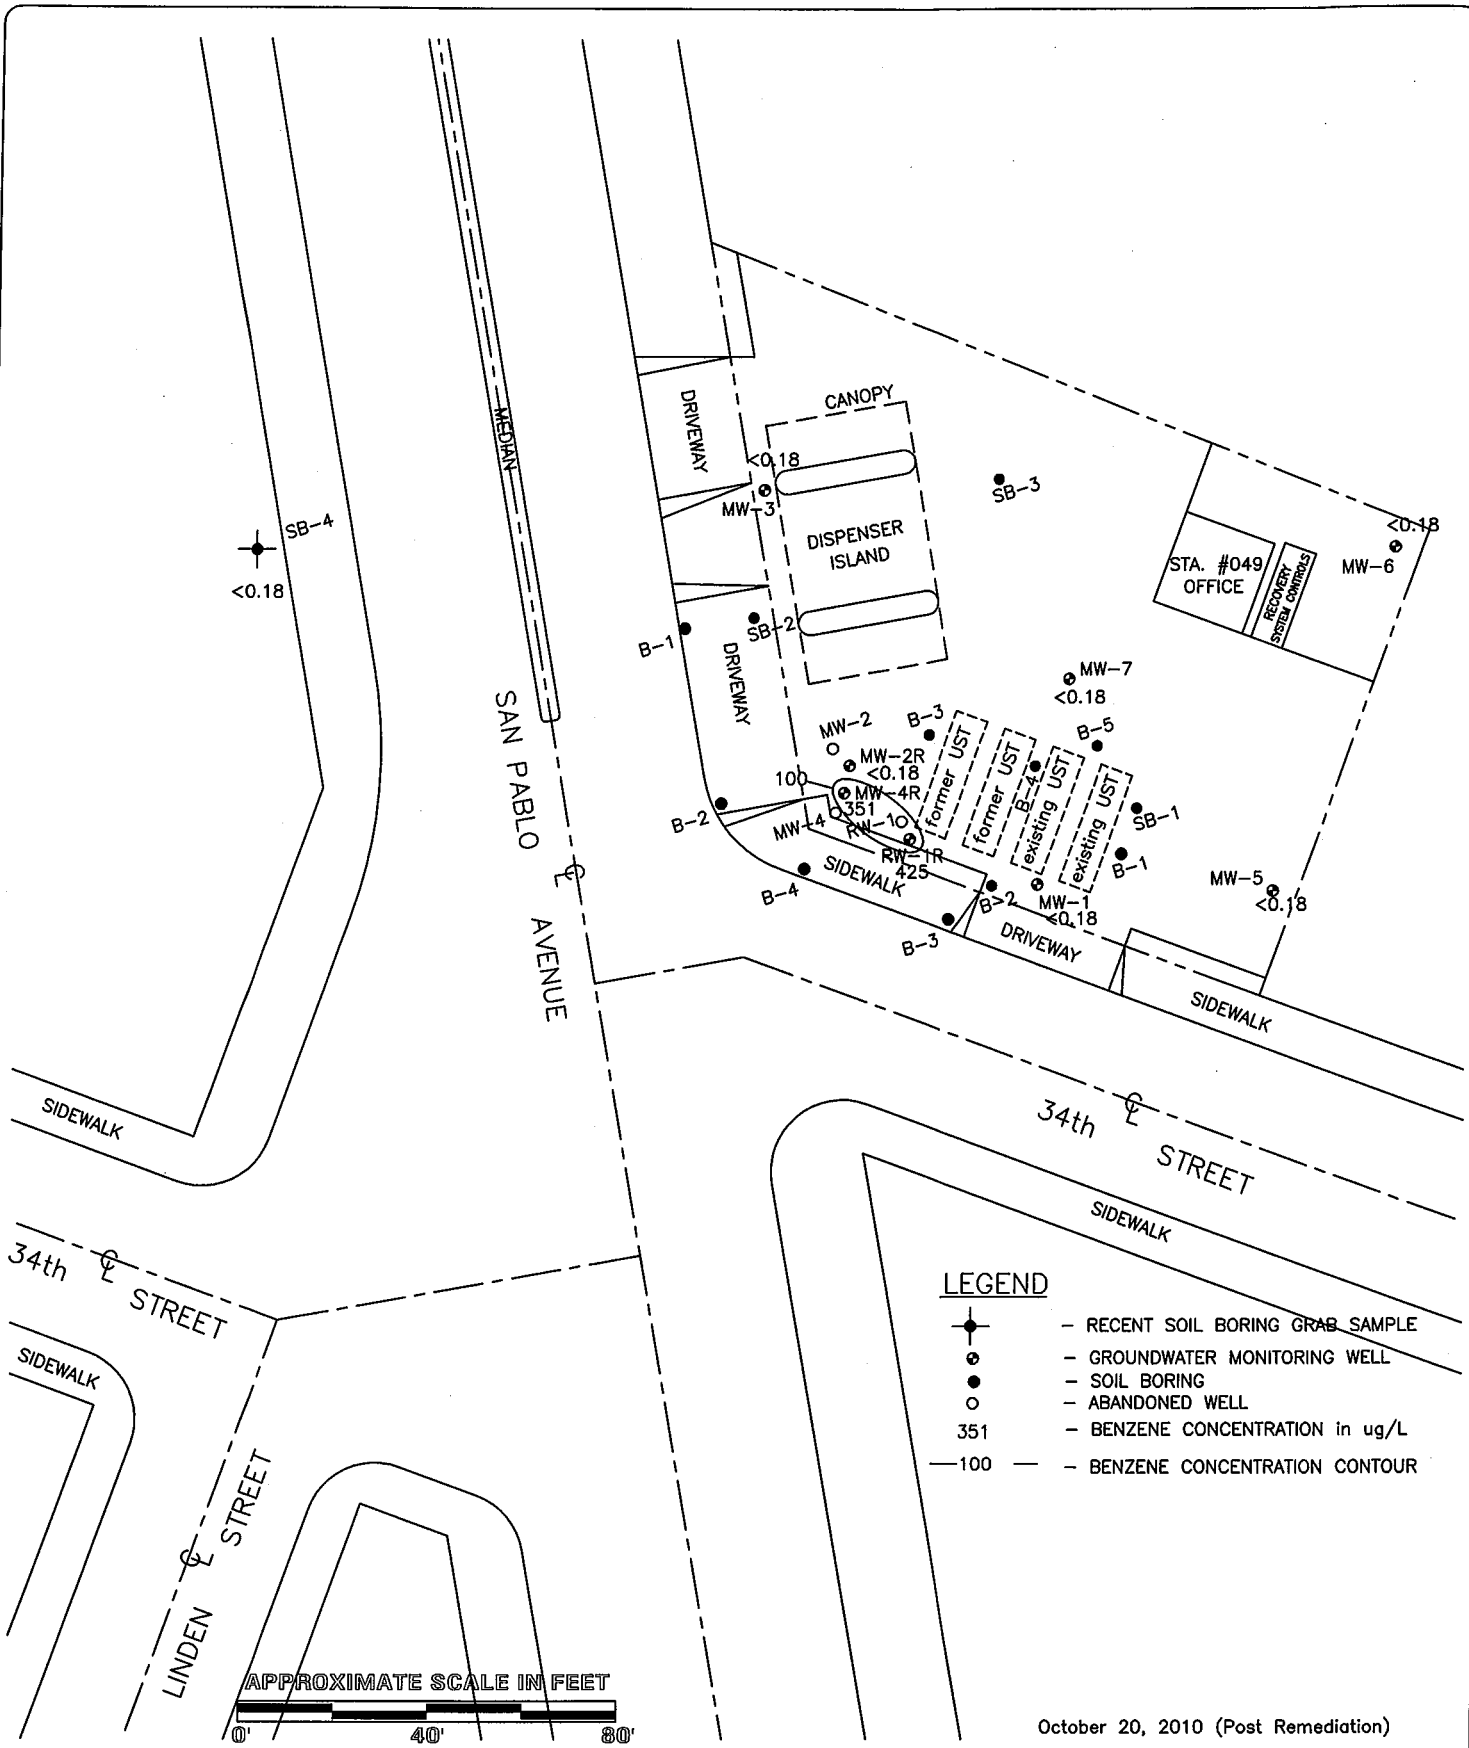 CANOPY
MEDIAN
DRIVEWAY
<0.18
MW-3
SB-3
SB-4
<0.18
DISPENSER
ISLAND
<0.18
MW-6
STA. #049
OFFICE
RECOVERY
SYSTEM CONTROLS
B-1
SB-2
DRIVEWAY
MW-7
<0.18
SAN PABLO
AVENUE
MW-2
B-3
B-5
MW-2R
<0.18
100
MW-4R
351
MW-4
RW-1
RW-1R
425
former UST
former UST
B-4
existing UST
existing UST
SB-1
B-1
B-2
B-4
SIDEWALK
B-3
B-2
MW-1
<0.18
MW-5
<0.18
DRIVEWAY
SIDEWALK
SIDEWALK
34th
STREET
SIDEWALK
34th
STREET
SIDEWALK
LINDEN
STREET
LEGEND
- RECENT SOIL BORING GRAB SAMPLE
- GROUNDWATER MONITORING WELL
- SOIL BORING
- ABANDONED WELL
351 - BENZENE CONCENTRATION in ug/L
—100 — - BENZENE CONCENTRATION CONTOUR
APPROXIMATE SCALE IN FEET
0' 40' 80'
October 20, 2010 (Post Remediation)